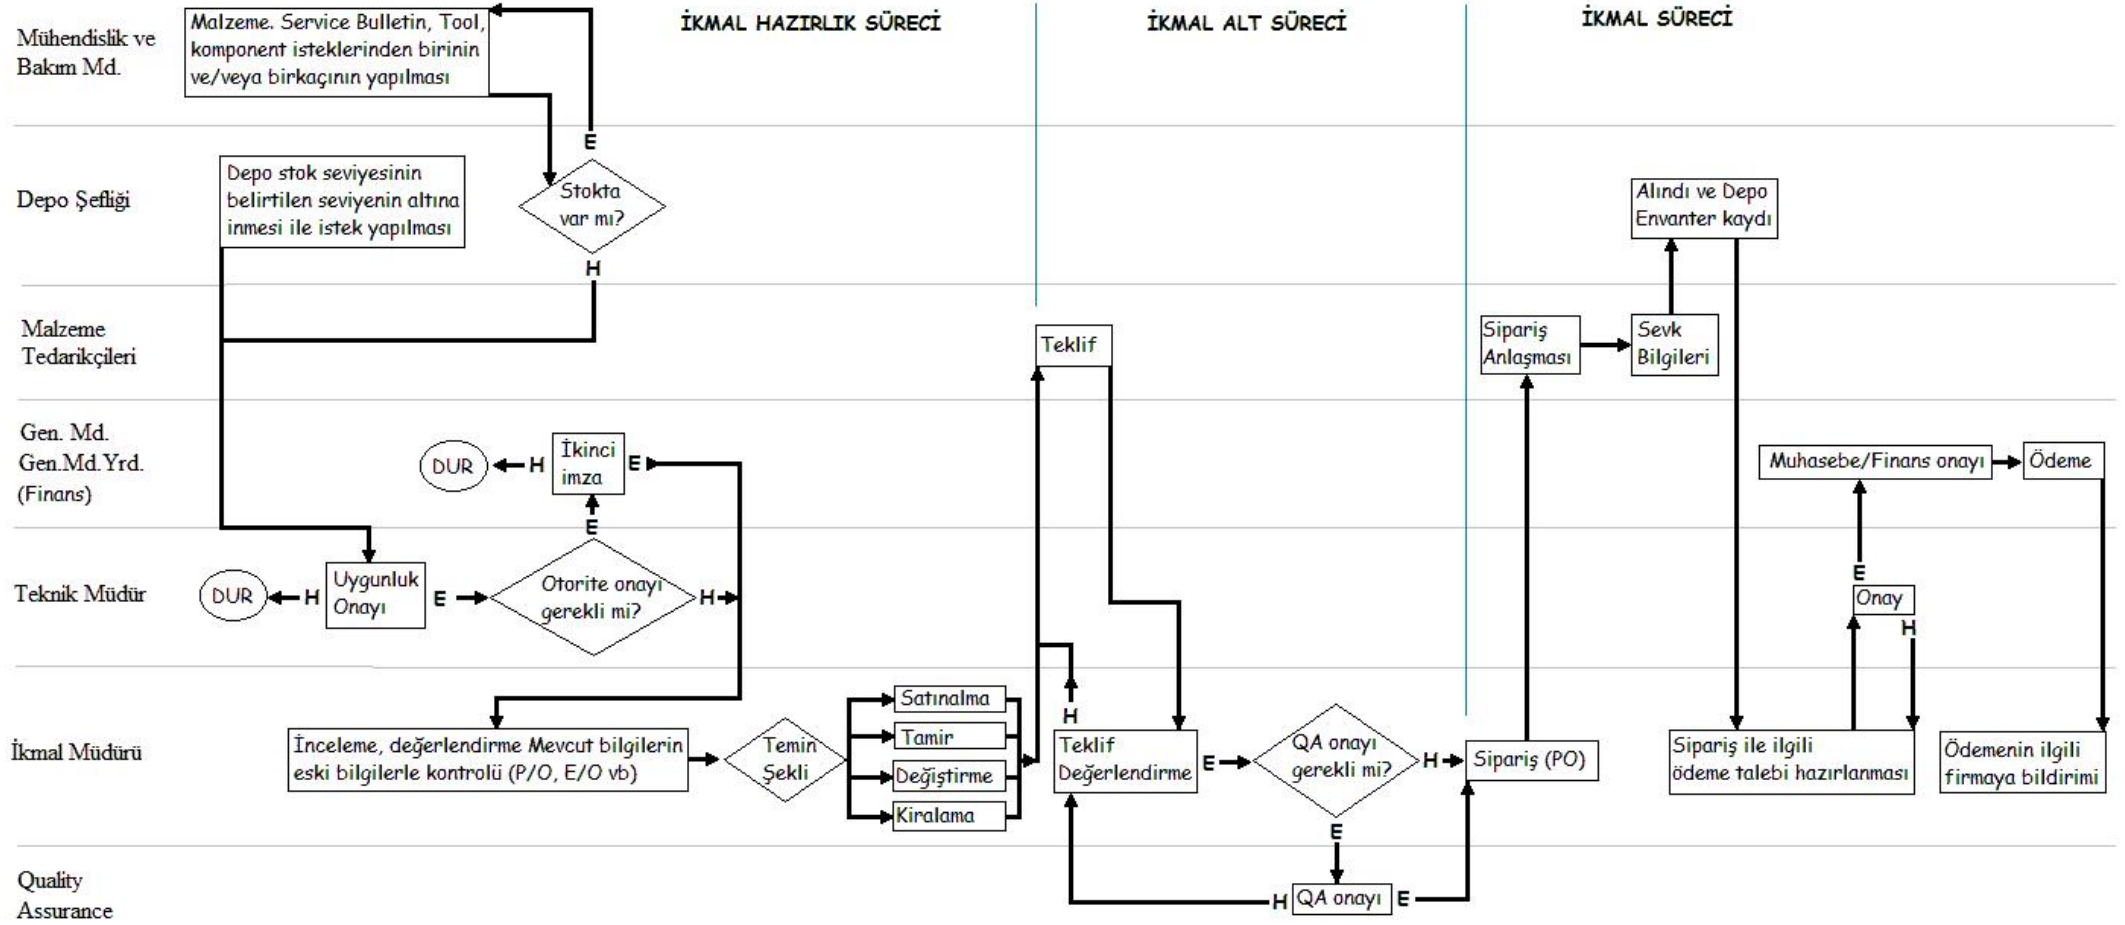 İKMAL HAZIRLIK SÜRECİ
İKMAL ALT SÜRECİ
İKMAL SÜRECİ
Mühendislik ve
Bakım Md.
Malzeme. Service Bulletin, Tool,
komponent isteklerinden birinin
ve/veya birkaçının yapılması
E
Depo Şefliği
Depo stok seviyesinin
belirtilen seviyenin altına
inmesi ile istek yapılması
Stokta
var mı?
H
Alındı ve Depo
Envanter kaydı
Malzeme
Tedarikçileri
Teklif
Sipariş
Anlaşması
Sevk
Bilgileri
Gen. Md.
Gen.Md.Yrd.
(Finans)
DUR
H
İkinci
imza
E
E
Muhasebe/Finans onayı
Ödeme
Teknik Müdür
DUR
H
Uygunluk
Onayı
E
Otorite onayı
gerekli mi?
H
E
Onay
H
İkmal Müdürü
İnceleme, değerlendirme Mevcut bilgilerin
eski bilgilerle kontrolü (P/O, E/O vb)
Temin
Şekli
Satınalma
Tamir
Değiştirme
Kiralama
H
Teklif
Değerlendirme
E
QA onayı
gerekli mi?
H
Sipariş (PO)
E
Sipariş ile ilgili
ödeme talebi hazırlanması
Ödemenin ilgili
firmaya bildirimi
Quality
Assurance
H
QA onayı
E